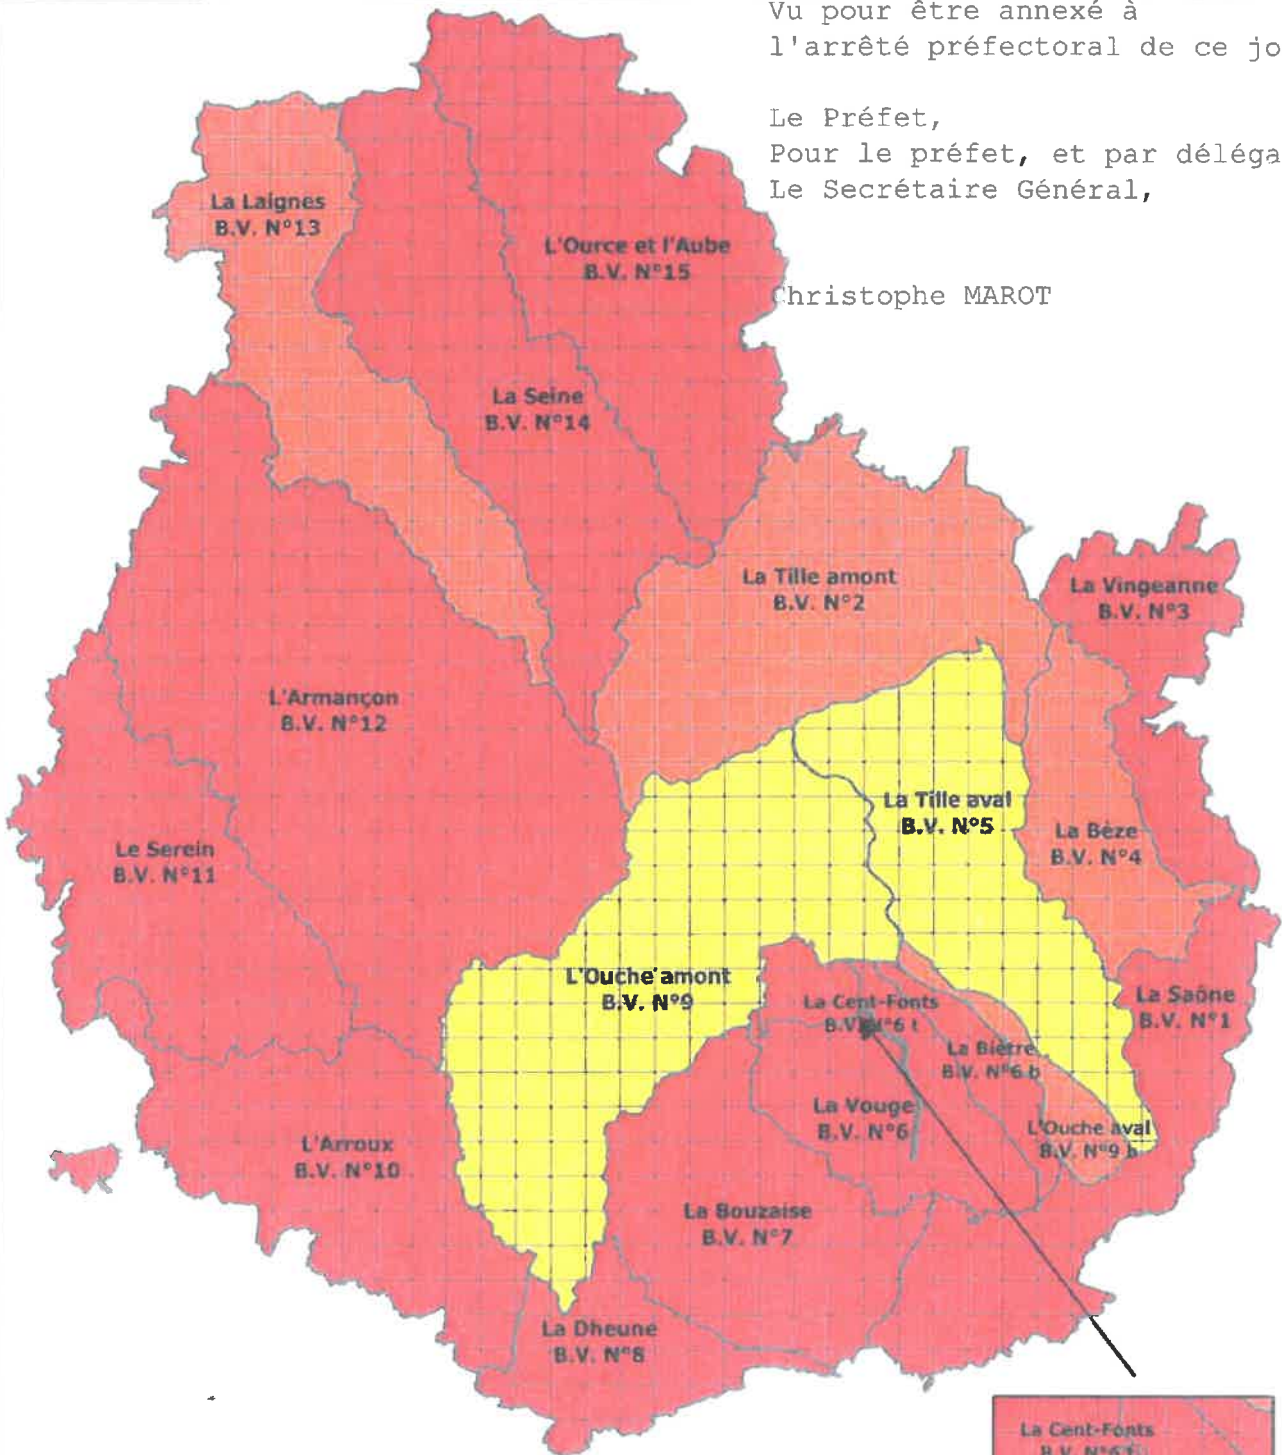 Vu pour être annexé à
l'arrêté préfectoral de ce jo
Le Préfet,
Pour le préfet, et par déléga
Le Secrétaire Général,
Christophe MAROT
La Laignes
B.V. N°13
L'Ource et l'Aube
B.V. N°15
La Seine
B.V. N°14
La Tille amont
B.V. N°2
La Vingeanne
B.V. N°3
L'Armançon
B.V. N°12
La Tille aval
B.V. N°5
La Bèze
B.V. N°4
Le Serein
B.V. N°11
L'Ouche amont
B.V. N°9
La Cent-Fonts
B.V. N°6 t
La Saône
B.V. N°1
La Biètre
B.V. N°6 b
La Vouge
B.V. N°6
L'Ouche aval
B.V. N°9 b
L'Arroux
B.V. N°10
La Bouzaise
B.V. N°7
La Dheune
B.V. N°8
La Cent-Fonts
B.V.